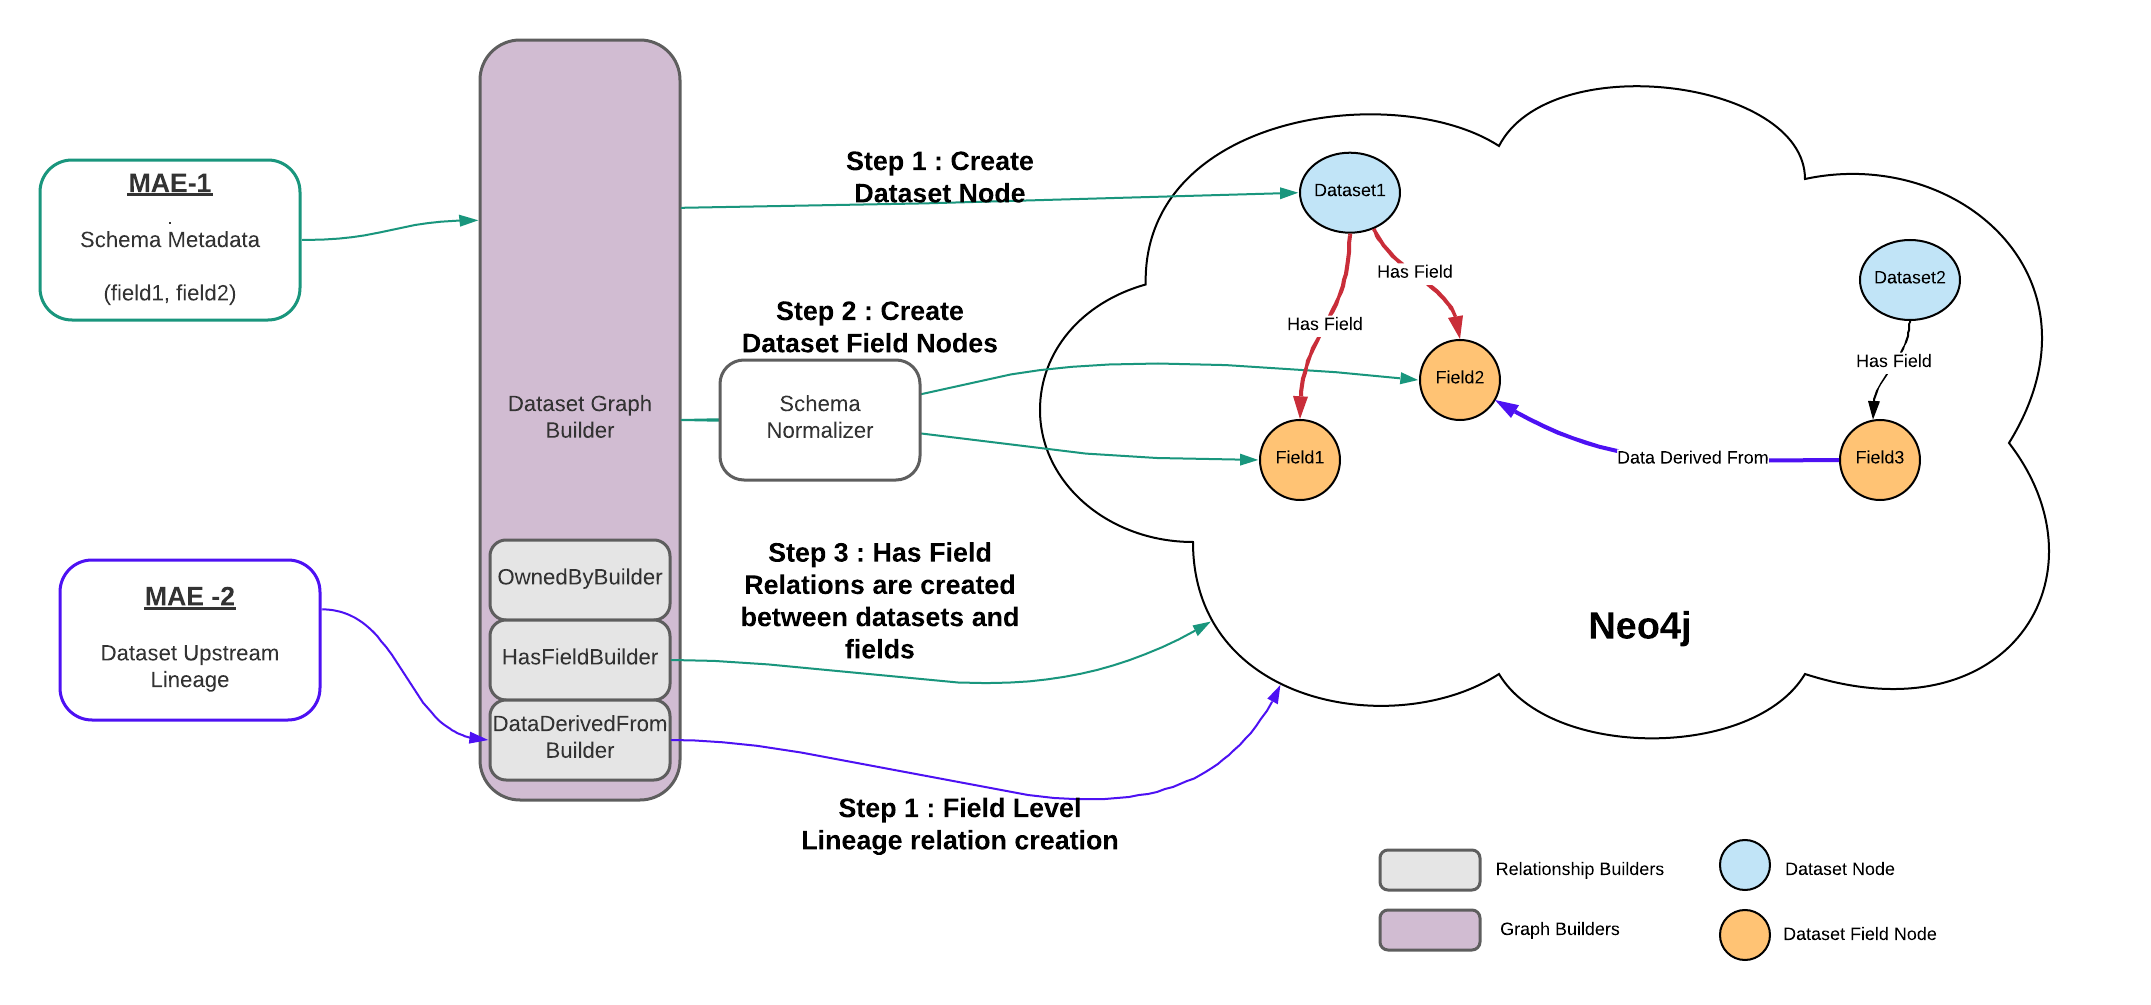 MAE-1
.
Schema Metadata
(field1, field2)
MAE -2
Dataset Upstream
Lineage
Dataset Graph
Builder
OwnedByBuilder
HasFieldBuilder
DataDerivedFrom
Builder
Step 1 : Create
Dataset Node
Step 2 : Create
Dataset Field Nodes
Schema
Normalizer
Step 3 : Has Field
Relations are created
between datasets and
fields
Step 1 : Field Level
Lineage relation creation
Dataset1
Has Field
Has Field
Field2
Field1
Dataset2
Has Field
Data Derived From
Field3
Neo4j
Relationship Builders
Dataset Node
Graph Builders
Dataset Field Node